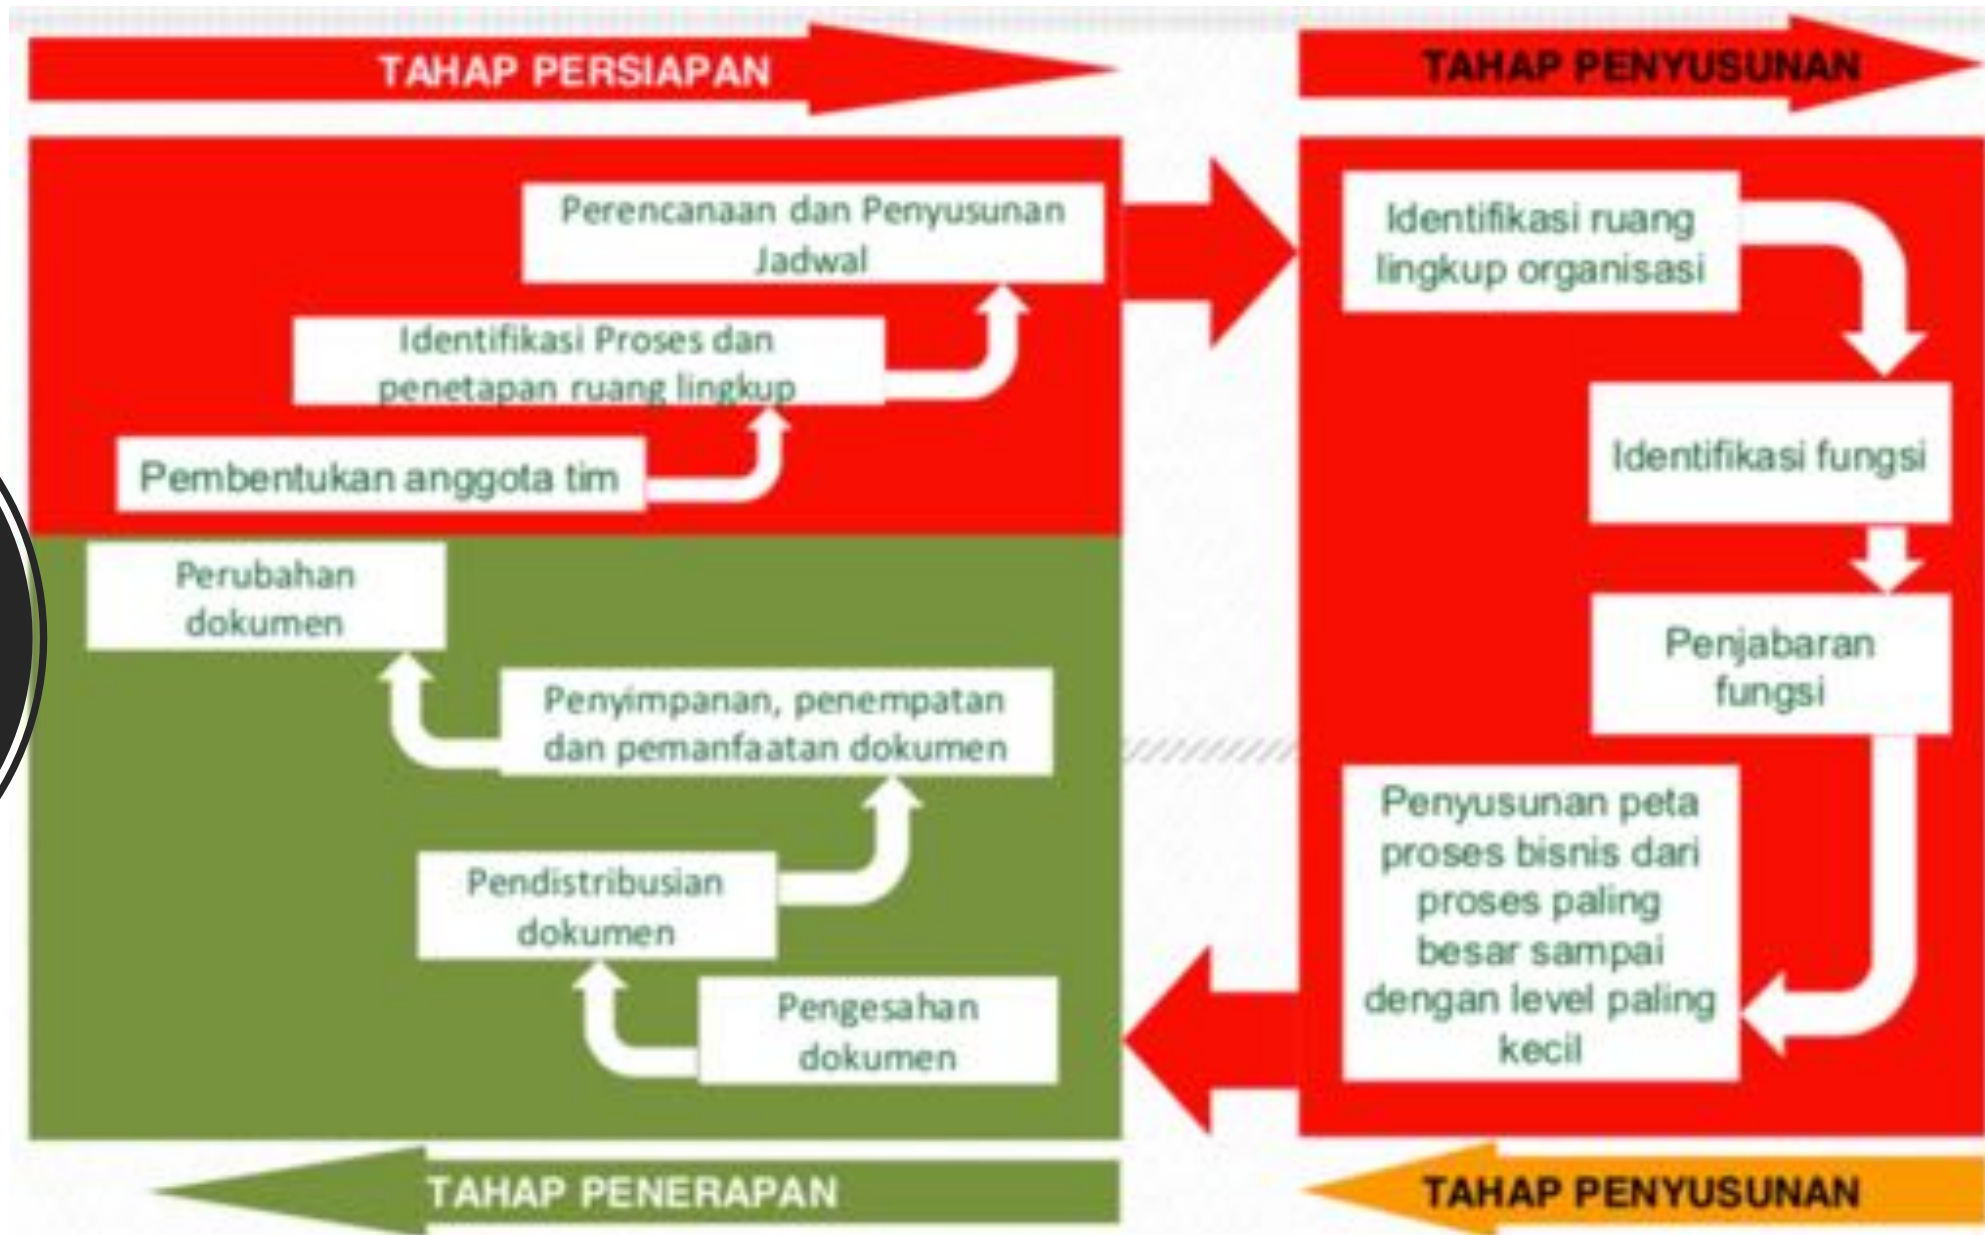 TAHAP PERSIAPAN
TAHAP PENYUSUNAN
Perencanaan dan Penyusunan
Jadwal
Identifikasi Proses dan
penetapan ruang lingkup
Pembentukan anggota tim
Identifikasi ruang
lingkup organisasi
Identifikasi fungsi
Penjabaran
fungsi
Penyusunan peta
proses bisnis dari
proses paling
besar sampai
dengan level paling
kecil
Perubahan
dokumen
Penyimpanan, penempatan
dan pemanfaatan dokumen
Pendistribusian
dokumen
Pengesahan
dokumen
TAHAP PENERAPAN
TAHAP PENYUSUNAN